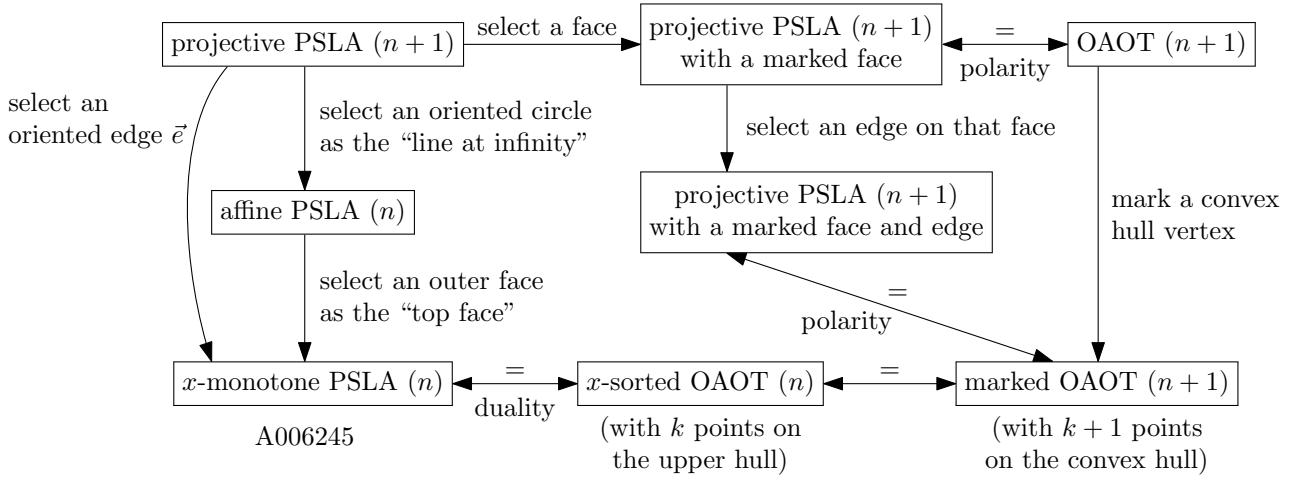 projective PSLA (n + 1)
select a face
projective PSLA (n + 1)
with a marked face
=
polarity
OAOT (n + 1)
select an
oriented edge e⃗
select an oriented circle
as the “line at infinity”
select an edge on that face
affine PSLA (n)
projective PSLA (n + 1)
with a marked face and edge
mark a convex
hull vertex
select an outer face
as the “top face”
=
polarity
x-monotone PSLA (n)
=
duality
x-sorted OAOT (n)
=
marked OAOT (n + 1)
A006245
(with k points on
the upper hull)
(with k + 1 points
on the convex hull)